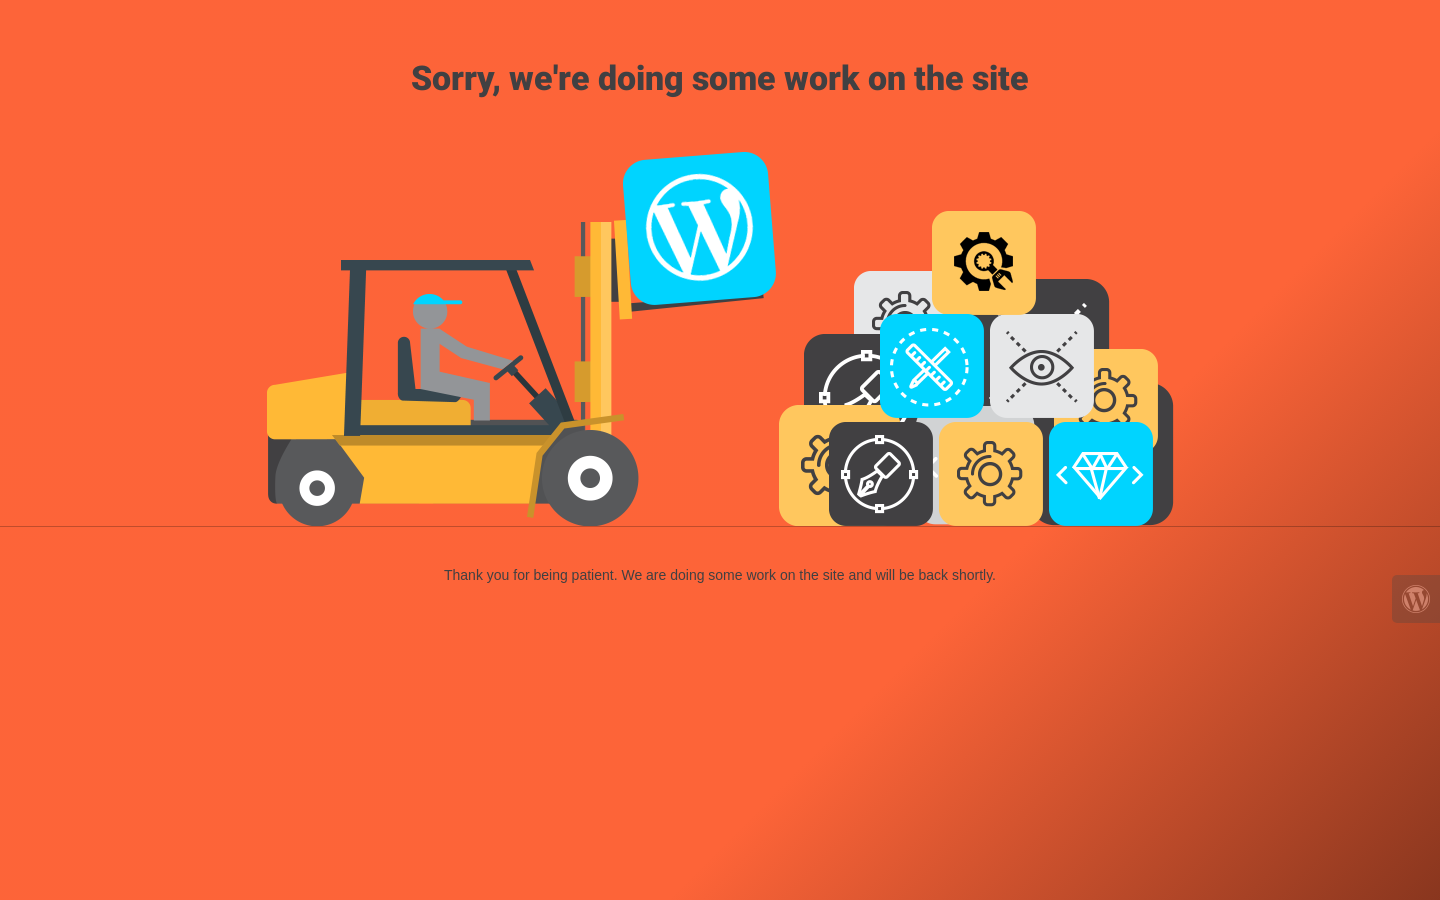 Sorry, we're doing some work on the site
Thank you for being patient. We are doing some work on the site and will be back shortly.